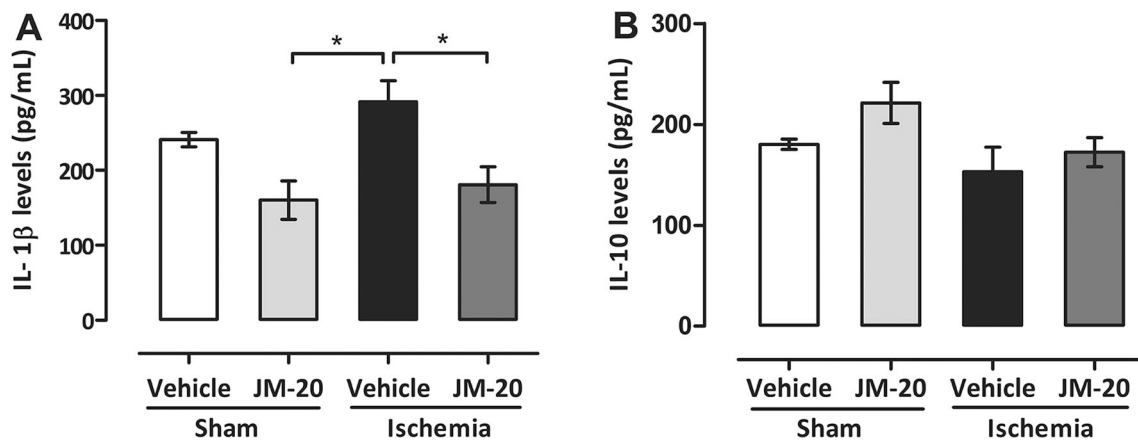 A
IL- 1β levels (pg/mL)
400
300
200
100
0
* *
Vehicle JM-20 Vehicle JM-20
Sham Ischemia
B
IL-10 levels (pg/mL)
300
200
100
0
Vehicle JM-20 Vehicle JM-20
Sham Ischemia